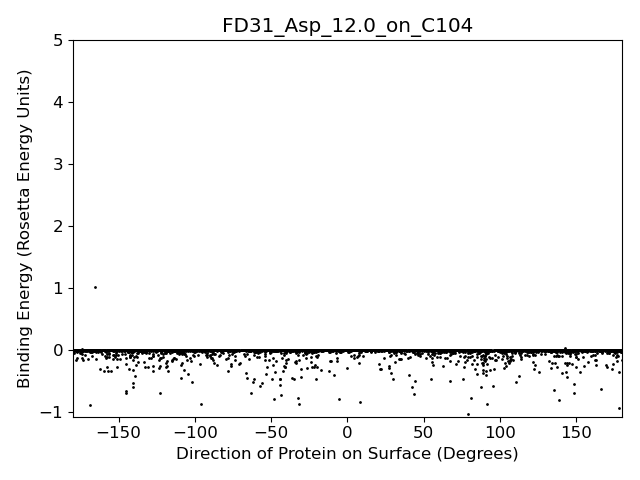 FD31_Asp_12.0_on_C104
Binding Energy (Rosetta Energy Units)
5
4
3
2
1
0
−1
−150 −100 −50 0 50 100 150
Direction of Protein on Surface (Degrees)